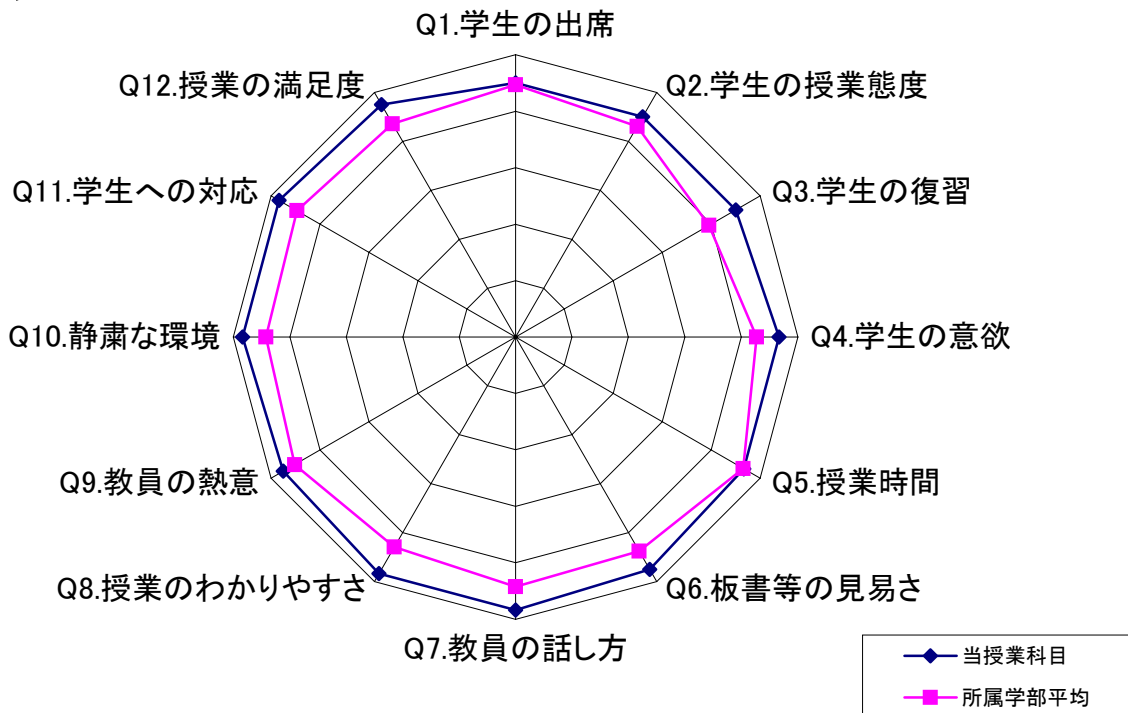 Q1.学生の出席
Q2.学生の授業態度
Q3.学生の復習
Q4.学生の意欲
Q5.授業時間
Q6.板書等の見易さ
Q7.教員の話し方
Q8.授業のわかりやすさ
Q9.教員の熱意
Q10.静粛な環境
Q11.学生への対応
Q12.授業の満足度
当授業科目
所属学部平均